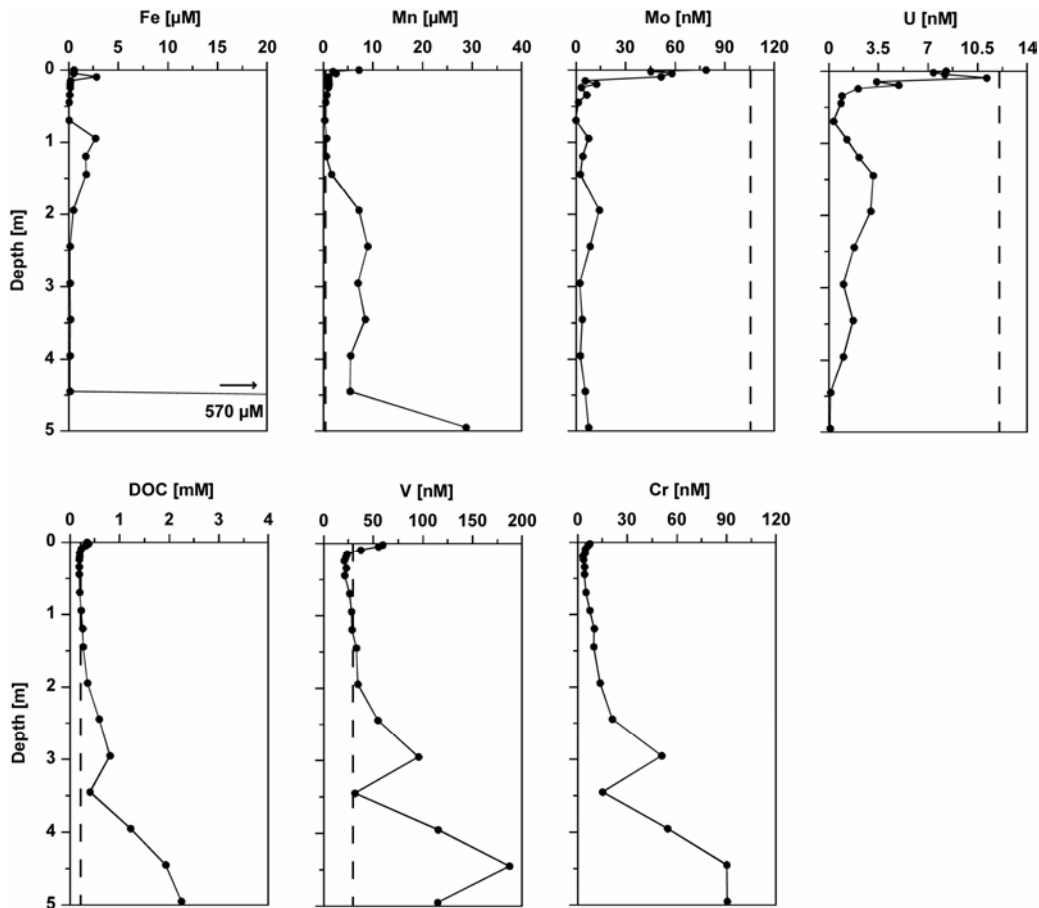 Fe [µM]
0 5 10 15 20
Mn [µM]
0 10 20 30 40
Mo [nM]
0 30 60 90 120
U [nM]
0 3.5 7 10.5 14
Depth [m]
0
1
2
3
4
5
570 µM
DOC [mM]
0 1 2 3 4
V [nM]
0 50 100 150 200
Cr [nM]
0 30 60 90 120
Depth [m]
0
1
2
3
4
5